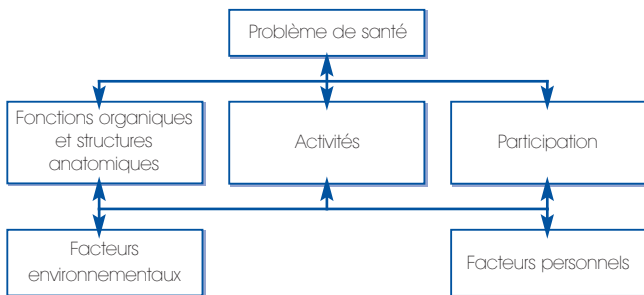 Problème de santé
Fonctions organiques
et structures
anatomiques
Activités
Participation
Facteurs
environnementaux
Facteurs personnels